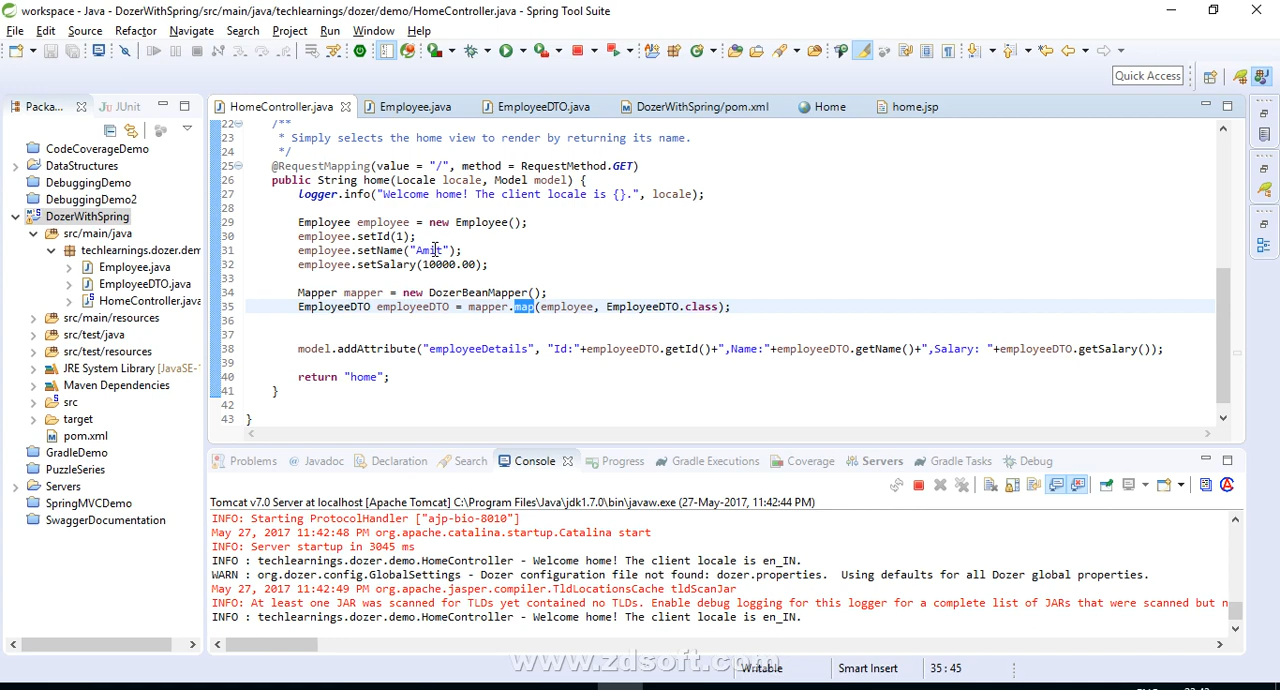 workspace - Java - DozerWithSpring/src/main/java/techlearnings/dozer/demo/HomeController.java - Spring Tool Suite
File Edit Source Refactor Navigate Search Project Run Window Help
Quick Access
Packa... JUnit
HomeController.java Employee.java EmployeeDTO.java DozerWithSpring/pom.xml Home home.jsp
CodeCoverageDemo
DataStructures
DebuggingDemo
DebuggingDemo2
DozerWithSpring
src/main/java
techlearnings.dozer.dem
Employee.java
EmployeeDTO.java
HomeController.java
src/main/resources
src/test/java
src/test/resources
JRE System Library [JavaSE-
Maven Dependencies
src
target
pom.xml
GradleDemo
PuzzleSeries
Servers
SpringMVCDemo
SwaggerDocumentation
22 /**
23 * Simply selects the home view to render by returning its name.
24 */
25 @RequestMapping(value = "/", method = RequestMethod.GET)
26 public String home(Locale locale, Model model) {
27 logger.info("Welcome home! The client locale is {}.", locale);
28
29 Employee employee = new Employee();
30 employee.setId(1);
31 employee.setName("Amit");
32 employee.setSalary(10000.00);
33
34 Mapper mapper = new DozerBeanMapper();
35 EmployeeDTO employeeDTO = mapper.map(employee, EmployeeDTO.class);
36
37
38 model.addAttribute("employeeDetails", "Id:"+employeeDTO.getId()+",Name:"+employeeDTO.getName()+",Salary: "+employeeDTO.getSalary());
39
40 return "home";
41 }
42
43 }
Problems Javadoc Declaration Search Console Progress Gradle Executions Coverage Servers Gradle Tasks Debug
Tomcat v7.0 Server at localhost [Apache Tomcat] C:\Program Files\Java\jdk1.7.0\bin\javaw.exe (27-May-2017, 11:42:44 PM)
INFO: Starting ProtocolHandler ["ajp-bio-8010"]
May 27, 2017 11:42:48 PM org.apache.catalina.startup.Catalina start
INFO: Server startup in 3045 ms
INFO : techlearnings.dozer.demo.HomeController - Welcome home! The client locale is en_IN.
WARN : org.dozer.config.GlobalSettings - Dozer configuration file not found: dozer.properties. Using defaults for all Dozer global properties.
May 27, 2017 11:42:49 PM org.apache.jasper.compiler.TldLocationsCache tldScanJar
INFO: At least one JAR was scanned for TLDs yet contained no TLDs. Enable debug logging for this logger for a complete list of JARs that were scanned but n
INFO : techlearnings.dozer.demo.HomeController - Welcome home! The client locale is en_IN.
www.zdsoft.com
Writable Smart Insert 35 : 45